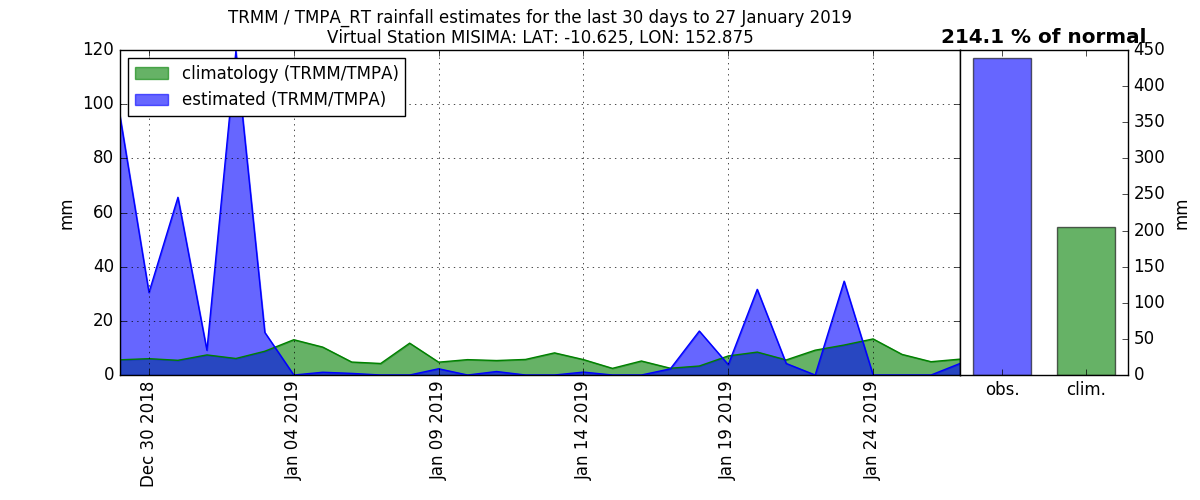 TRMM / TMPA_RT rainfall estimates for the last 30 days to 27 January 2019
Virtual Station MISIMA: LAT: -10.625, LON: 152.875
214.1 % of normal
climatology (TRMM/TMPA)
estimated (TRMM/TMPA)
mm
120
100
80
60
40
20
0
Dec 30 2018
Jan 04 2019
Jan 09 2019
Jan 14 2019
Jan 19 2019
Jan 24 2019
obs.
clim.
450
400
350
300
250
200
150
100
50
0
mm